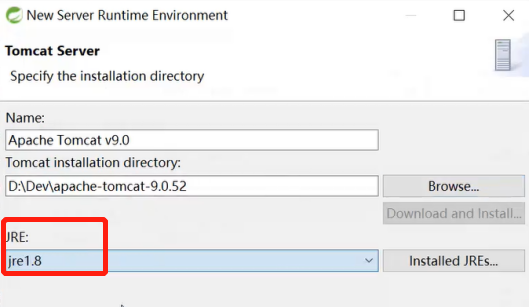 New Server Runtime Environment
Tomcat Server
Specify the installation directory
Name:
Apache Tomcat v9.0
Tomcat installation directory:
D:\Dev\apache-tomcat-9.0.52
Browse...
Download and Install...
JRE:
jre1.8
Installed JREs...